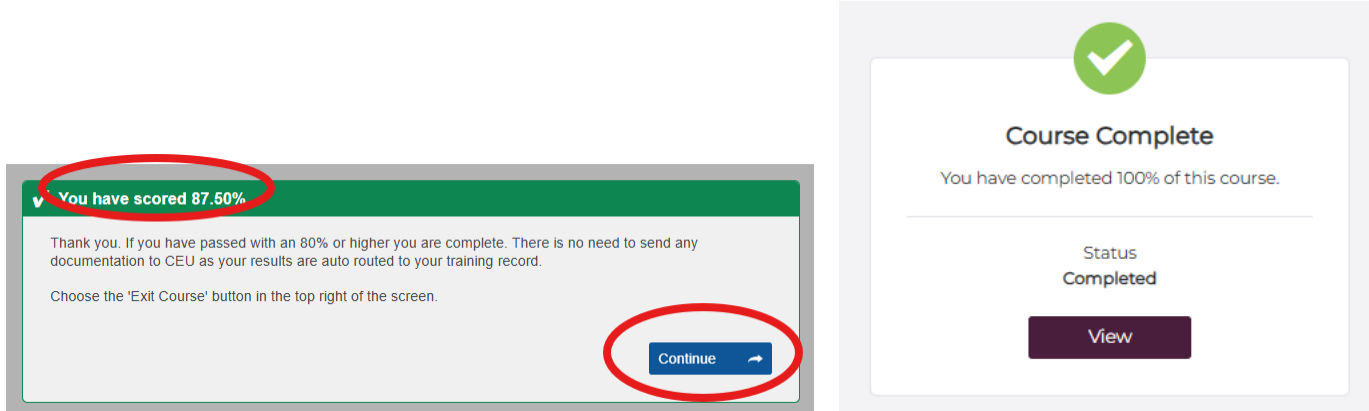 You have scored 87.50%
Thank you. If you have passed with an 80% or higher you are complete. There is no need to send any
documentation to CEU as your results are auto routed to your training record.
Choose the 'Exit Course' button in the top right of the screen.
Continue
Course Complete
You have completed 100% of this course.
Status
Completed
View